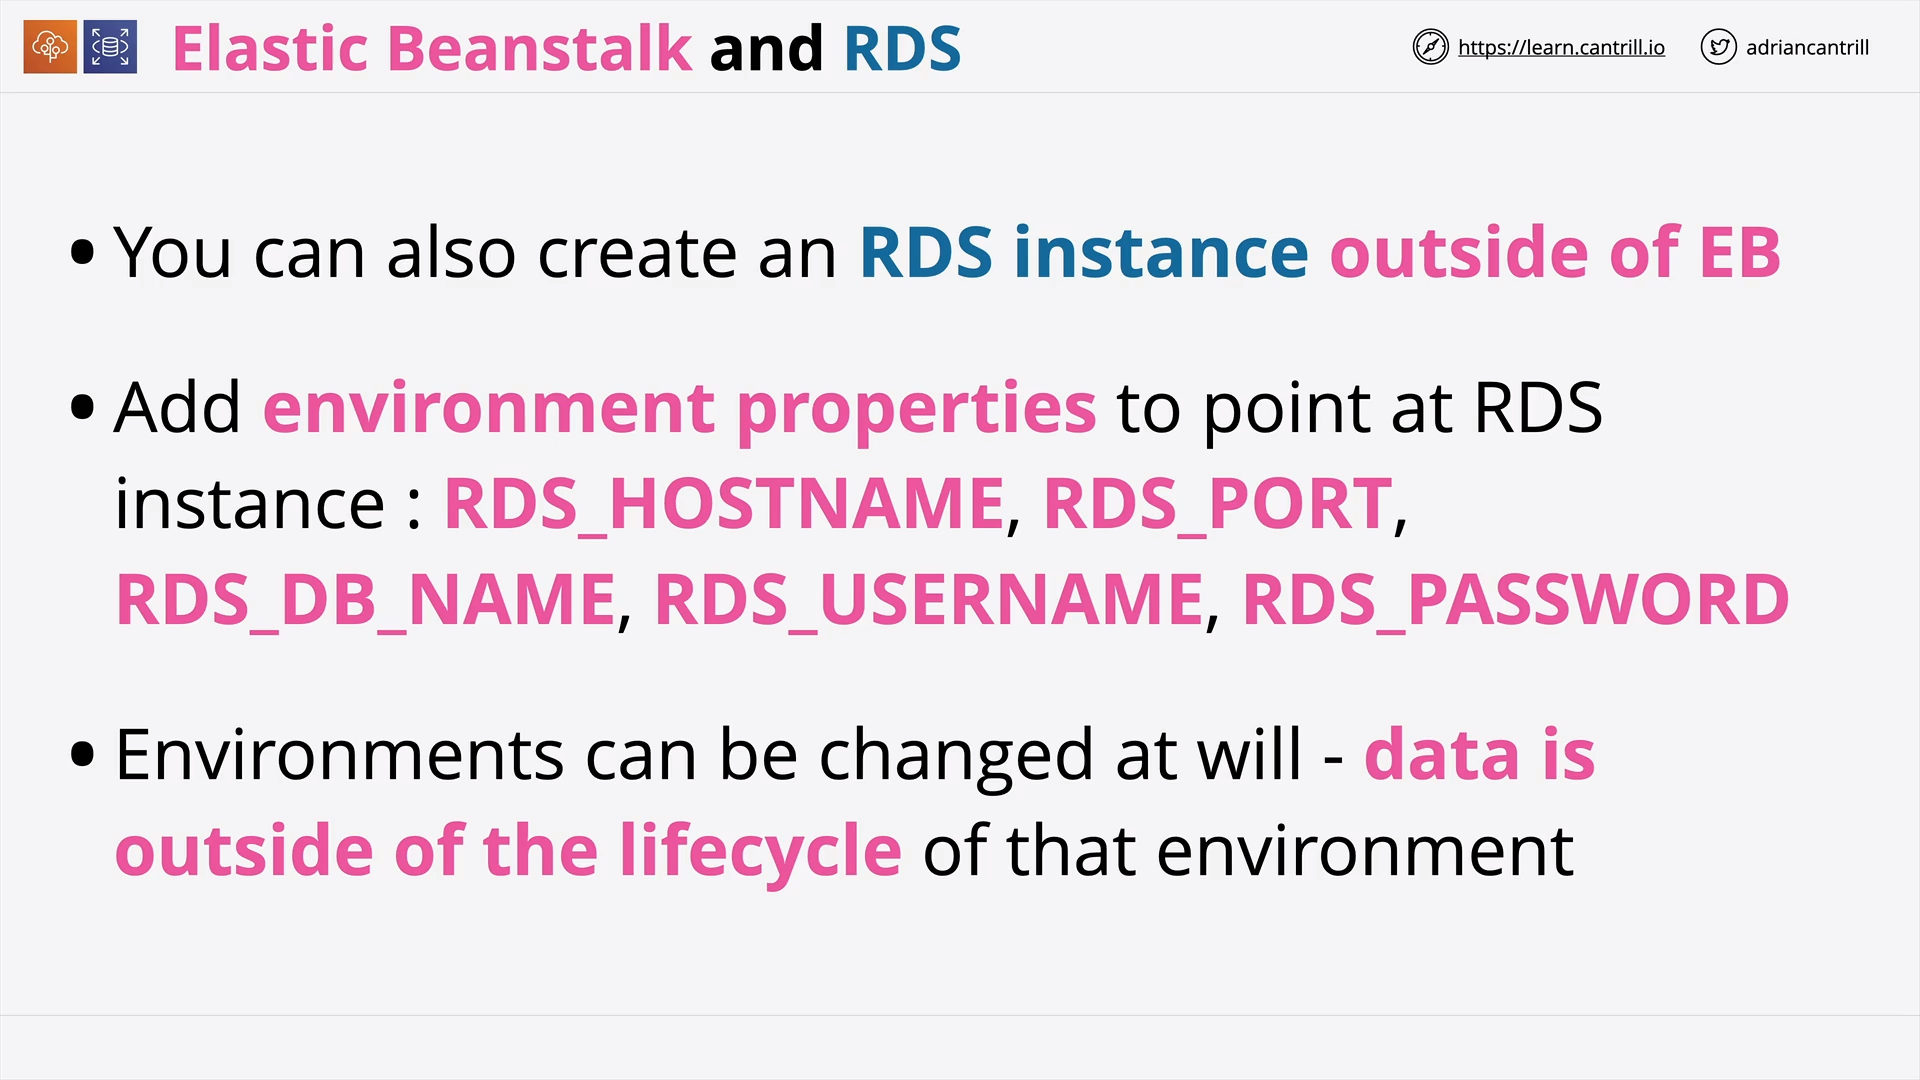 Elastic Beanstalk and RDS
https://learn.cantrill.io
adriancantrill
• You can also create an RDS instance outside of EB
• Add environment properties to point at RDS
instance : RDS_HOSTNAME, RDS_PORT,
RDS_DB_NAME, RDS_USERNAME, RDS_PASSWORD
• Environments can be changed at will - data is
outside of the lifecycle of that environment